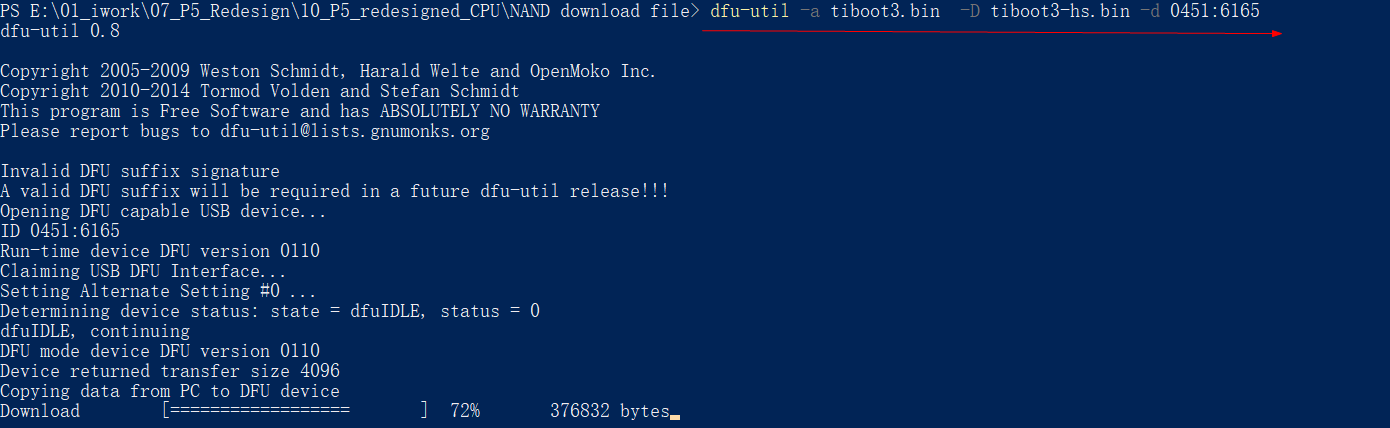 PS E:\01_iwork\07_P5_Redesign\10_P5_redesigned_CPU\NAND download file> dfu-util -a tiboot3.bin  -D tiboot3-hs.bin -d 0451:6165
dfu-util 0.8
Copyright 2005-2009 Weston Schmidt, Harald Welte and OpenMoko Inc.
Copyright 2010-2014 Tormod Volden and Stefan Schmidt
This program is Free Software and has ABSOLUTELY NO WARRANTY
Please report bugs to dfu-util@lists.gnumonks.org
Invalid DFU suffix signature
A valid DFU suffix will be required in a future dfu-util release!!!
Opening DFU capable USB device...
ID 0451:6165
Run-time device DFU version 0110
Claiming USB DFU Interface...
Setting Alternate Setting #0 ...
Determining device status: state = dfuIDLE, status = 0
dfuIDLE, continuing
DFU mode device DFU version 0110
Device returned transfer size 4096
Copying data from PC to DFU device
Download        [==================       ]  72%       376832 bytes